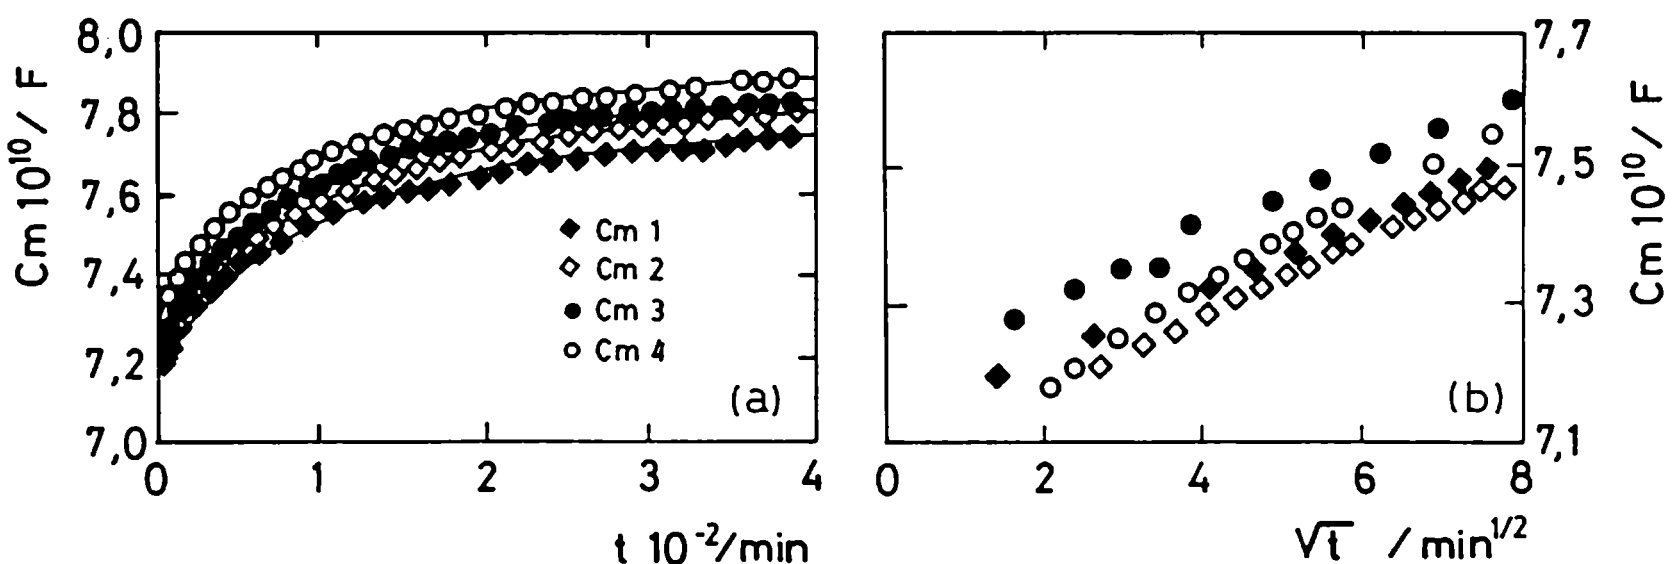 8,0
7,8
7,6
7,4
7,2
7,0
Cm 10¹⁰/ F
0 1 2 3 4
t 10⁻²/min
Cm 1
Cm 2
Cm 3
Cm 4
(a)
7,7
7,5
7,3
7,1
Cm 10¹⁰/ F
0 2 4 6 8
√t / min¹/²
(b)